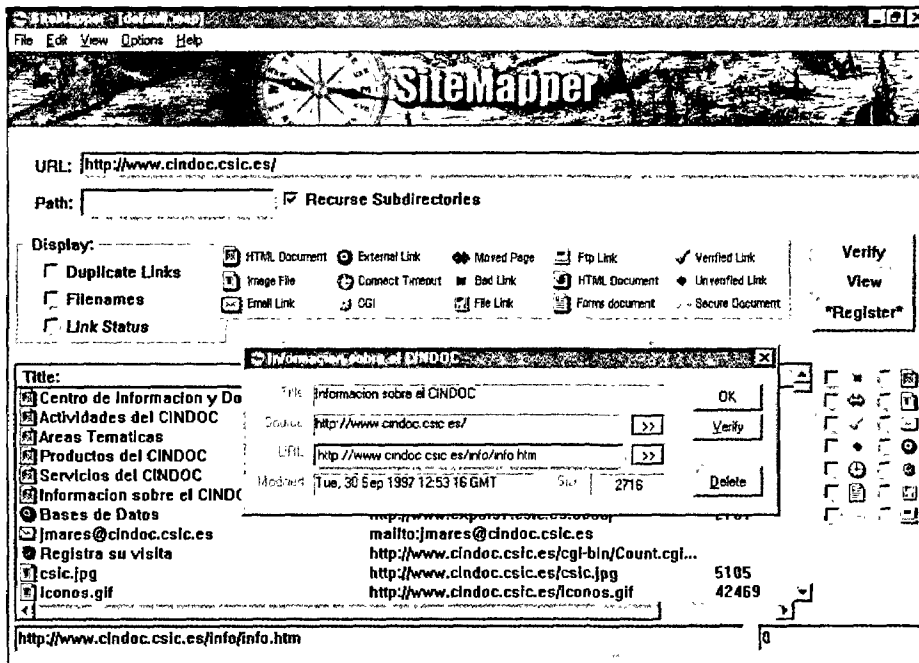 SiteMapper - [default.map]
File Edit View Options Help
SiteMapper
URL: http://www.cindoc.csic.es/
Path: Recurse Subdirectories
Display:
Duplicate Links
Filenames
Link Status
HTML Document External Link Moved Page Ftp Link Verified Link
Image File Connect Timeout Bad Link HTML Document Unverified Link
Email Link CGI File Link Forms document Secure Document
Verify
View
*Register*
Informacion sobre el CINDOC
Title Informacion sobre el CINDOC OK
Source http://www.cindoc.csic.es/ >> Verify
URL http://www.cindoc.csic.es/info/info.htm >>
Modified Tue, 30 Sep 1997 12:53:16 GMT Size 2716 Delete
Title:
Centro de Informacion y Do
Actividades del CINDOC
Areas Tematicas
Productos del CINDOC
Servicios del CINDOC
Informacion sobre el CINDO
Bases de Datos
jmares@cindoc.csic.es mailto:jmares@cindoc.csic.es
Registra su visita http://www.cindoc.csic.es/cgi-bin/Count.cgi...
csic.jpg http://www.cindoc.csic.es/csic.jpg 5105
Iconos.gif http://www.cindoc.csic.es/Iconos.gif 42469
http://www.cindoc.csic.es/info/info.htm 0